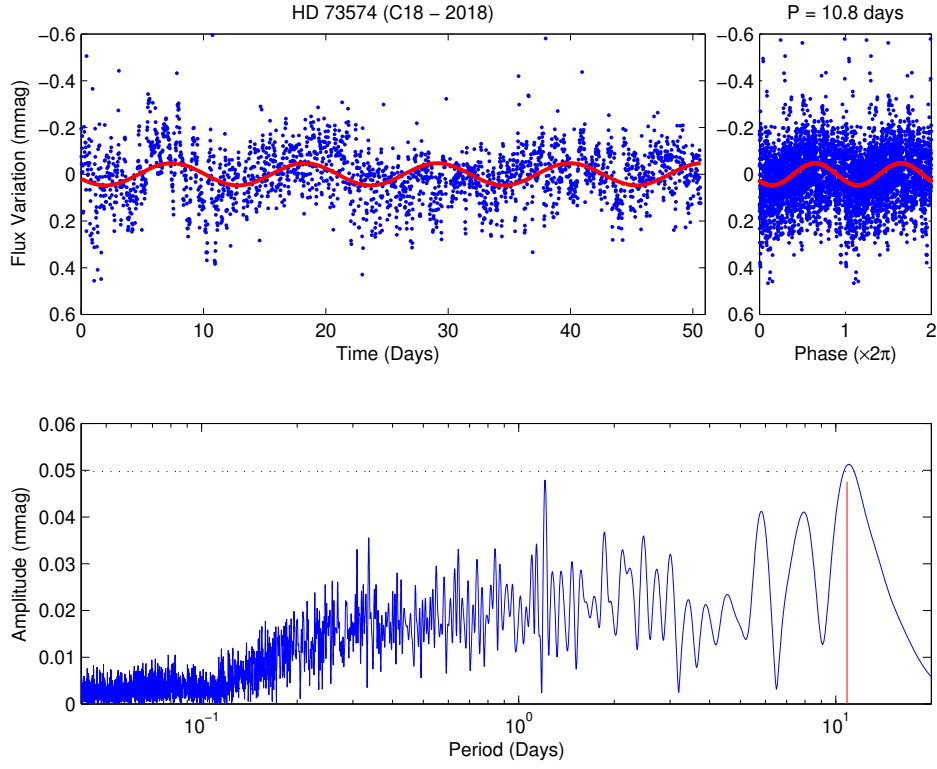 HD 73574 (C18 − 2018)
P = 10.8 days
Flux Variation (mmag)
−0.6
−0.4
−0.2
0
0.2
0.4
0.6
0 10 20 30 40 50
Time (Days)
−0.6
−0.4
−0.2
0
0.2
0.4
0.6
0 1 2
Phase (×2π)
Amplitude (mmag)
0.06
0.05
0.04
0.03
0.02
0.01
0
10⁻¹ 10⁰ 10¹
Period (Days)